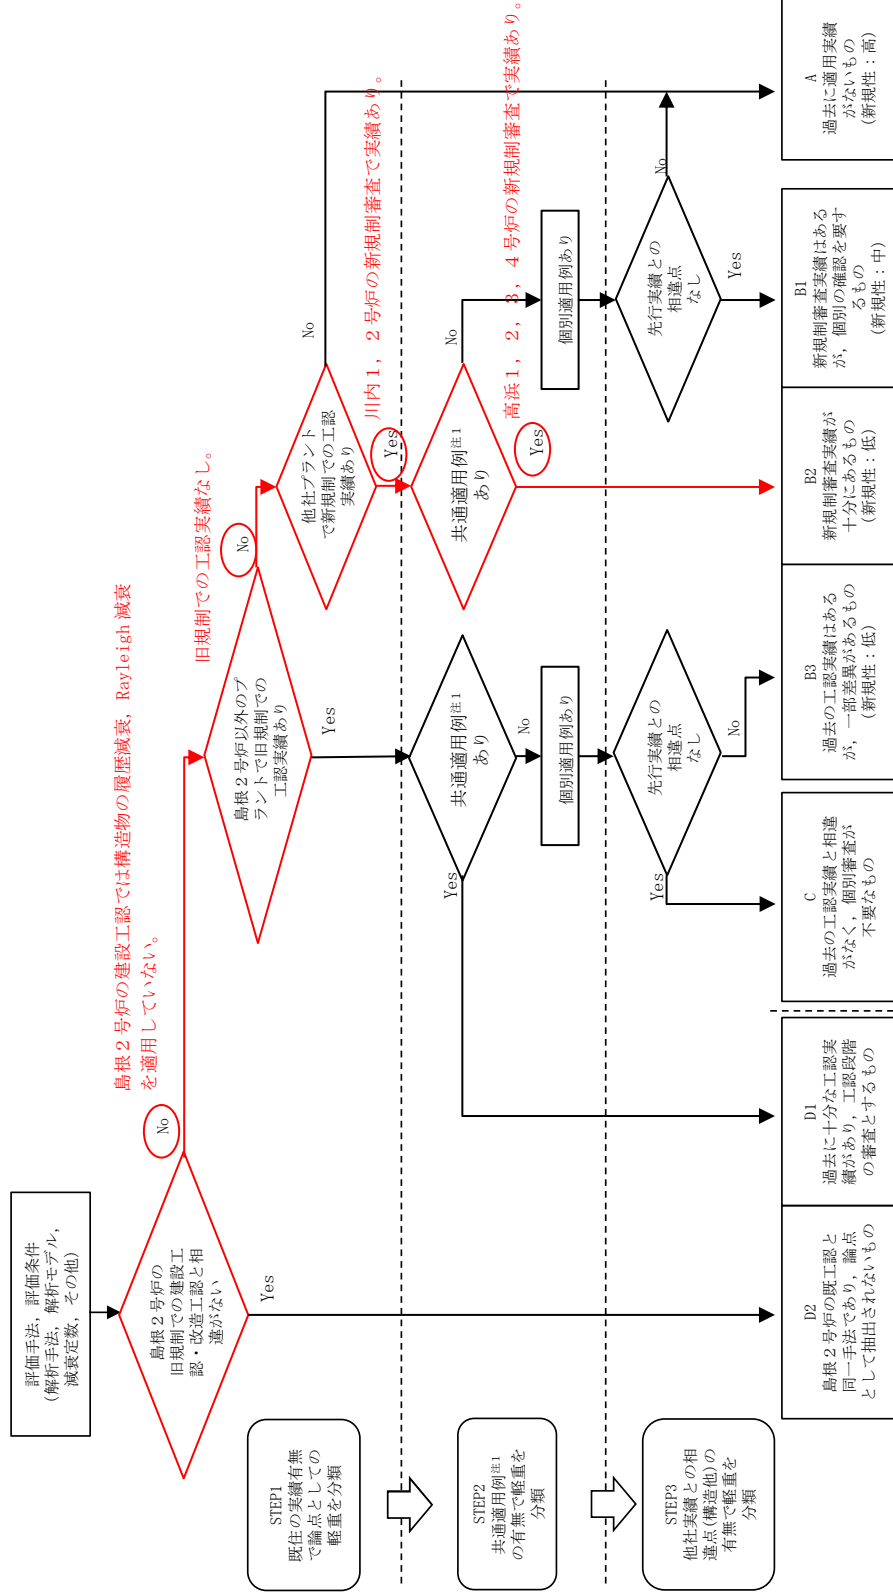 評価手法，評価条件
(解析手法，解析モデル，
減衰定数，その他)
島根２号炉の
旧規制での建設工
認・改造工認と相
違がない
No
Yes
島根２号炉の建設工認では構造物の履歴減衰，Rayleigh 減衰
を適用していない。
島根２号炉以外のプ
ラントで旧規制での
工認実績あり
No
Yes
旧規制での工認実績なし。
他社プラント
で新規制での工認
実績あり
No
Yes
川内１，２号炉の新規制審査で実績あり。
STEP1
既往の実績有無
で論点としての
軽重を分類
共通適用例注1
あり
Yes
No
共通適用例注1
あり
No
Yes
高浜１，２，３，４号炉の新規制審査で実績あり。
個別適用例あり
個別適用例あり
STEP2
共通適用例注1
の有無で軽重を
分類
先行実績との
相違点
なし
Yes
No
先行実績との
相違点
なし
No
Yes
STEP3
他社実績との相
違点(構造他)の
有無で軽重を
分類
D2
島根２号炉の既工認と
同一手法であり，論点
として抽出されないもの
D1
過去に十分な工認実
績があり，工認段階
の審査とするもの
C
過去の工認実績と相違
がなく，個別審査が
不要なもの
B3
過去の工認実績はある
が，一部差異があるもの
(新規性：低)
B2
新規制審査実績が
十分にあるもの
(新規性：低)
B1
新規制審査実績はある
が，個別の確認を要す
るもの
(新規性：中)
A
過去に適用実績
がないもの
(新規性：高)